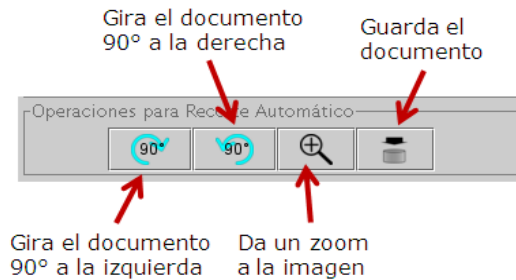 Gira el documento
90° a la derecha
Guarda el
documento
Operaciones para Recorte Automático
90°
90°
Gira el documento
90° a la izquierda
Da un zoom
a la imagen